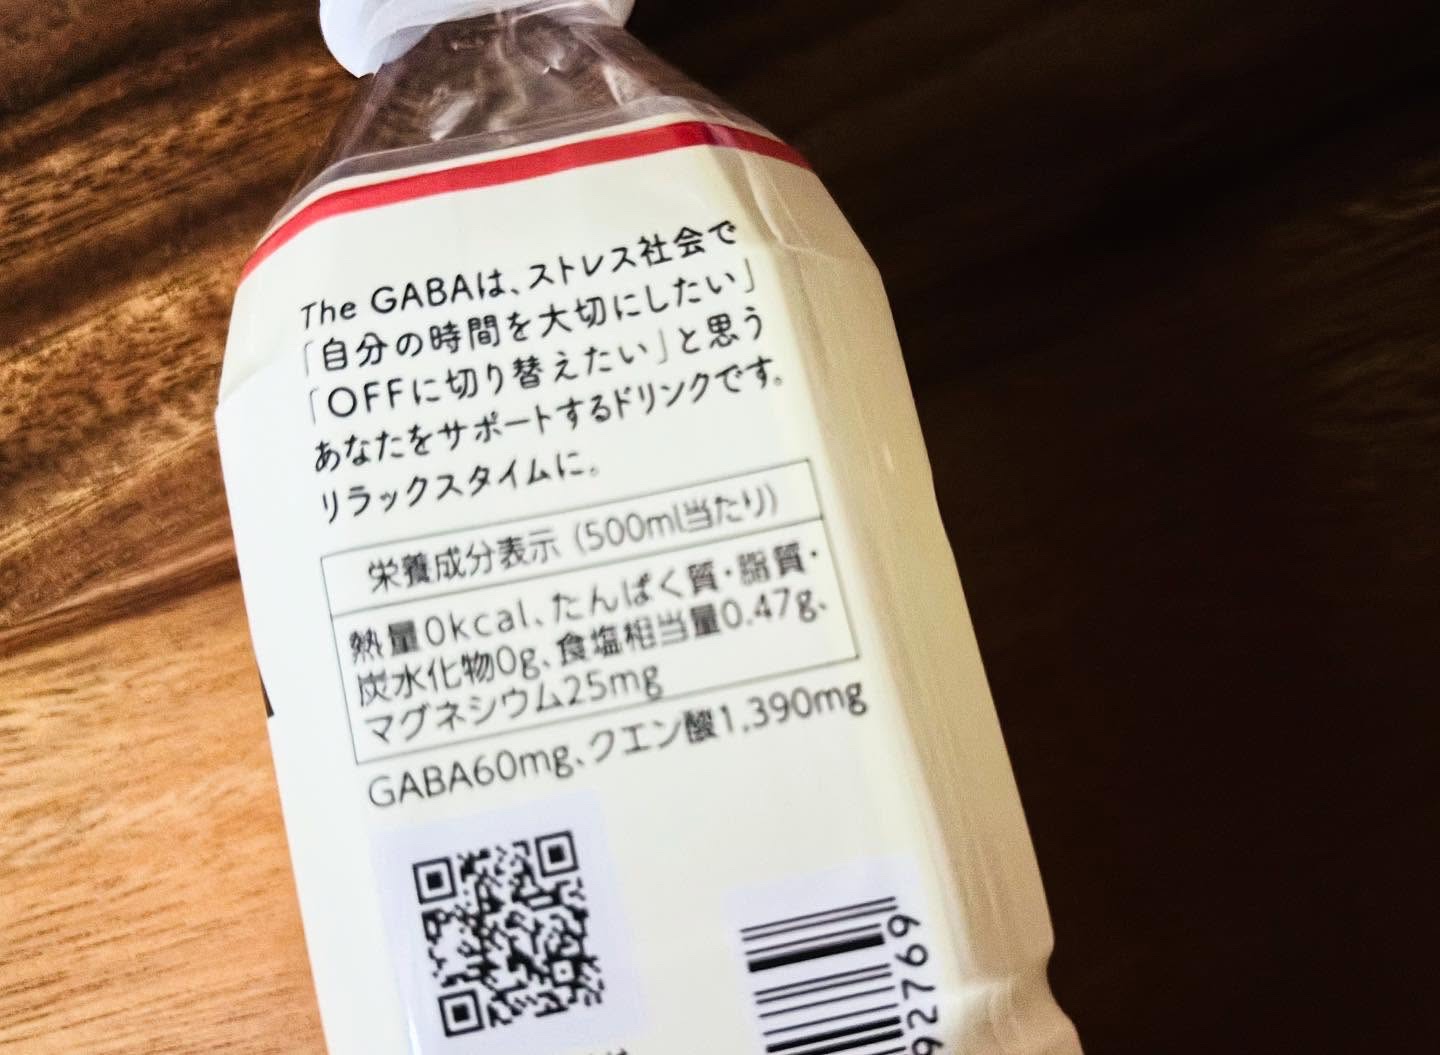 The GABAは、ストレス社会で
「自分の時間を大切にしたい」
「OFFに切り替えたい」と思う
あなたをサポートするドリンクです。
リラックスタイムに。
栄養成分表示 (500ml当たり)
熱量0kcal、たんぱく質・脂質・
炭水化物0g、食塩相当量0.47g、
マグネシウム25mg
GABA60mg、クエン酸1,390mg